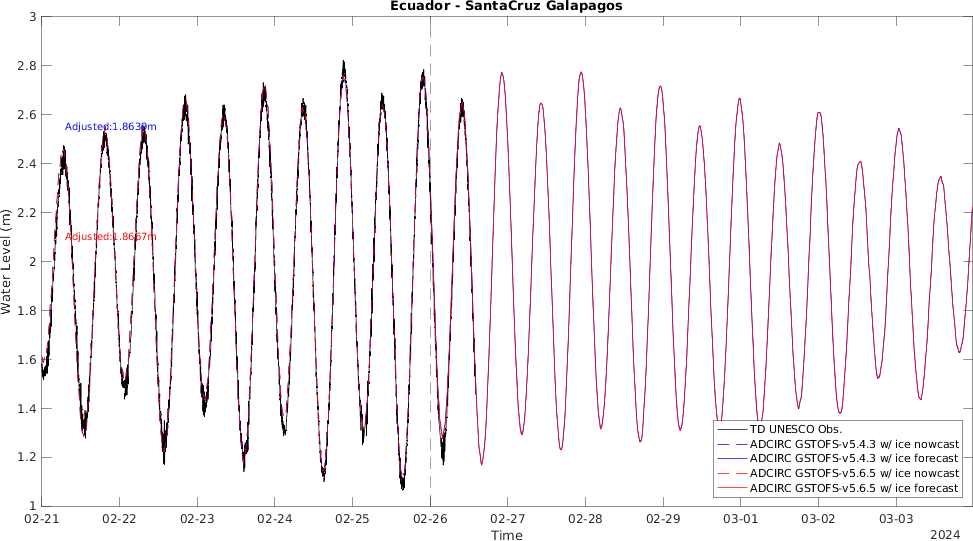 Ecuador - SantaCruz Galapagos
3
2.8
2.6
2.4
2.2
2
1.8
1.6
1.4
1.2
1
Water Level (m)
Adjusted:1.8639m
Adjusted:1.8667m
TD UNESCO Obs.
ADCIRC GSTOFS-v5.4.3 w/ ice nowcast
ADCIRC GSTOFS-v5.4.3 w/ ice forecast
ADCIRC GSTOFS-v5.6.5 w/ ice nowcast
ADCIRC GSTOFS-v5.6.5 w/ ice forecast
02-21 02-22 02-23 02-24 02-25 02-26 02-27 02-28 02-29 03-01 03-02 03-03
Time
2024